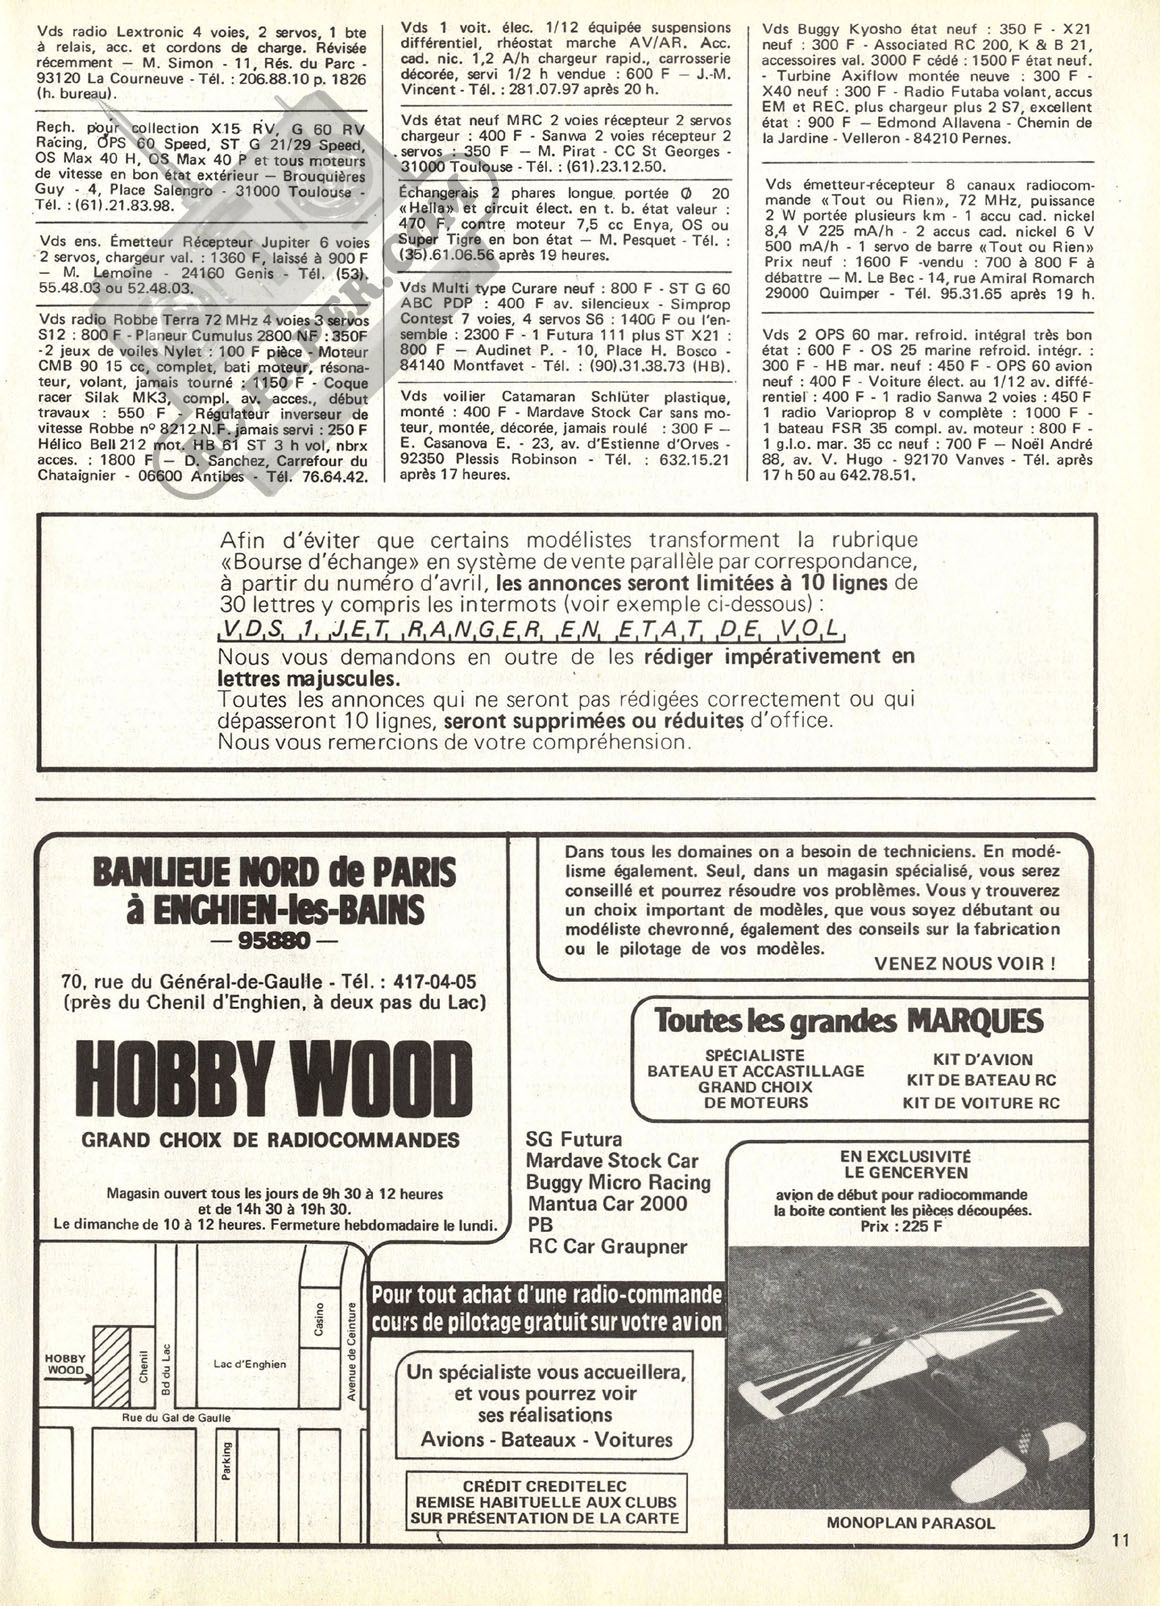 Vds radio Lextronic 4 voies, 2 servos, 1 bte
à relais, acc. et cordons de charge. Révisée
récemment — M. Simon - 11, Rés. du Parc -
93120 La Courneuve - Tél. : 206.88.10 p. 1826
(h. bureau).
Rech. pour collection X15 RV, G 60 RV
Racing, OPS 60 Speed, ST G 21/29 Speed,
OS Max 40 H, OS Max 40 P et tous moteurs
de vitesse en bon état extérieur — Brouquières
Guy - 4, Place Salengro - 31000 Toulouse -
Tél. : (61).21.83.98.
Vds ens. Émetteur Récepteur Jupiter 6 voies
2 servos, chargeur val. : 1360 F, laissé à 900 F
— M. Lemoine - 24160 Genis - Tél. (53).
55.48.03 ou 52.48.03.
Vds radio Robbe Terra 72 MHz 4 voies 3 servos
S12 : 800 F - Planeur Cumulus 2800 NF : 350F
-2 jeux de voiles Nylet : 100 F pièce - Moteur
CMB 90 15 cc, complet, bati moteur, résona-
teur, volant, jamais tourné : 1150 F - Coque
racer Silak MK3, compl. av. acces., début
travaux : 550 F - Régulateur inverseur de
vitesse Robbe nº 8212 N.F. jamais servi : 250 F
Hélico Bell 212 mot. HB 61 ST 3 h vol, nbrx
acces. : 1800 F — D. Sanchez, Carrefour du
Chataignier - 06600 Antibes - Tél. 76.64.42.
Vds 1 voit. élec. 1/12 équipée suspensions
différentiel, rhéostat marche AV/AR. Acc.
cad. nic. 1,2 A/h chargeur rapid., carrosserie
décorée, servi 1/2 h vendue : 600 F — J.-M.
Vincent - Tél. : 281.07.97 après 20 h.
Vds état neuf MRC 2 voies récepteur 2 servos
chargeur : 400 F - Sanwa 2 voies récepteur 2
servos : 350 F — M. Pirat - CC St Georges -
31000 Toulouse - Tél. : (61).23.12.50.
Échangerais 2 phares longue portée Ø 20
«Hella» et circuit élect. en t. b. état valeur :
470 F, contre moteur 7,5 cc Enya, OS ou
Super Tigre en bon état — M. Pesquet - Tél. :
(35).61.06.56 après 19 heures.
Vds Multi type Curare neuf : 800 F - ST G 60
ABC PDP : 400 F av. silencieux - Simprop
Contest 7 voies, 4 servos S6 : 1400 F ou l'en-
semble : 2300 F - 1 Futura 111 plus ST X21 :
800 F — Audinet P. - 10, Place H. Bosco -
84140 Montfavet - Tél. : (90).31.38.73 (HB).
Vds voilier Catamaran Schlüter plastique,
monté : 400 F - Mardave Stock Car sans mo-
teur, montée, décorée, jamais roulé : 300 F —
E. Casanova E. - 23, av. d'Estienne d'Orves -
92350 Plessis Robinson - Tél. : 632.15.21
après 17 heures.
Vds Buggy Kyosho état neuf : 350 F - X21
neuf : 300 F - Associated RC 200, K & B 21,
accessoires val. 3000 F cédé : 1500 F état neuf.
- Turbine Axiflow montée neuve : 300 F -
X40 neuf : 300 F - Radio Futaba volant, accus
EM et REC. plus chargeur plus 2 S7, excellent
état : 900 F — Edmond Allavena - Chemin de
la Jardine - Velleron - 84210 Pernes.
Vds émetteur-récepteur 8 canaux radiocom-
mande «Tout ou Rien», 72 MHz, puissance
2 W portée plusieurs km - 1 accu cad. nickel
8,4 V 225 mA/h - 2 accus cad. nickel 6 V
500 mA/h - 1 servo de barre «Tout ou Rien»
Prix neuf : 1600 F -vendu : 700 à 800 F à
débattre — M. Le Bec - 14, rue Amiral Romarch
29000 Quimper - Tél. 95.31.65 après 19 h.
Vds 2 OPS 60 mar. refroid. intégral très bon
état : 600 F - OS 25 marine refroid. intégr. :
300 F - HB mar. neuf : 450 F - OPS 60 avion
neuf : 400 F - Voiture élect. au 1/12 av. diffé-
rentiel : 400 F - 1 radio Sanwa 2 voies : 450 F
1 radio Varioprop 8 v complète : 1000 F -
1 bateau FSR 35 compl. av. moteur : 800 F -
1 g.l.o. mar. 35 cc neuf : 700 F — Noël André
88, av. V. Hugo - 92170 Vanves - Tél. après
17 h 50 au 642.78.51.
RCPAPER.COM
Afin d'éviter que certains modélistes transforment la rubrique
«Bourse d'échange» en système de vente parallèle par correspondance,
à partir du numéro d'avril, les annonces seront limitées à 10 lignes de
30 lettres y compris les intermots (voir exemple ci-dessous) :
VDS 1 JET RANGER EN ETAT DE VOL
Nous vous demandons en outre de les rédiger impérativement en
lettres majuscules.
Toutes les annonces qui ne seront pas rédigées correctement ou qui
dépasseront 10 lignes, seront supprimées ou réduites d'office.
Nous vous remercions de votre compréhension.
BANLIEUE NORD de PARIS
à ENGHIEN-les-BAINS
— 95880 —
70, rue du Général-de-Gaulle - Tél. : 417-04-05
(près du Chenil d'Enghien, à deux pas du Lac)
HOBBY WOOD
GRAND CHOIX DE RADIOCOMMANDES
Magasin ouvert tous les jours de 9h 30 à 12 heures
et de 14h 30 à 19h 30.
Le dimanche de 10 à 12 heures. Fermeture hebdomadaire le lundi.
Dans tous les domaines on a besoin de techniciens. En modé-
lisme également. Seul, dans un magasin spécialisé, vous serez
conseillé et pourrez résoudre vos problèmes. Vous y trouverez
un choix important de modèles, que vous soyez débutant ou
modéliste chevronné, également des conseils sur la fabrication
ou le pilotage de vos modèles.
VENEZ NOUS VOIR !
Toutes les grandes MARQUES
SPÉCIALISTE
BATEAU ET ACCASTILLAGE
GRAND CHOIX
DE MOTEURS
KIT D'AVION
KIT DE BATEAU RC
KIT DE VOITURE RC
SG Futura
Mardave Stock Car
Buggy Micro Racing
Mantua Car 2000
PB
RC Car Graupner
EN EXCLUSIVITÉ
LE GENCERYEN
avion de début pour radiocommande
la boite contient les pièces découpées.
Prix : 225 F
MONOPLAN PARASOL
Pour tout achat d'une radio-commande
cours de pilotage gratuit sur votre avion
Un spécialiste vous accueillera,
et vous pourrez voir
ses réalisations
Avions - Bateaux - Voitures
CRÉDIT CREDITELEC
REMISE HABITUELLE AUX CLUBS
SUR PRÉSENTATION DE LA CARTE
HOBBY
WOOD
Chenil
Bd du Lac
Lac d'Enghien
Casino
Avenue de Ceinture
Rue du Gal de Gaulle
Parking
11